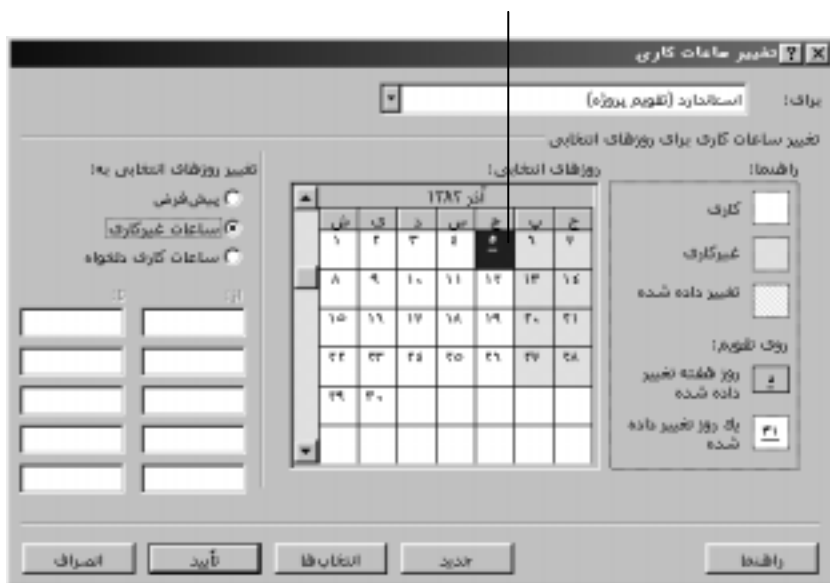 تغییر ساعات کاری
برای:
استاندارد (تقویم پروژه)
تغییر ساعات کاری برای روزهای انتخابی
راهنما:
کاری
غیرکاری
تغییر داده شده
روی تقویم:
روز هفته تغییر
داده شده
۳۱
یک روز تغییر داده
شده
روزهای انتخابی:
آذر ۱۳۸۲
ش ی د س چ پ ج
۱ ۲ ۳ ۴ ۵ ۶ ۷
۸ ۹ ۱۰ ۱۱ ۱۲ ۱۳ ۱۴
۱۵ ۱۶ ۱۷ ۱۸ ۱۹ ۲۰ ۲۱
۲۲ ۲۳ ۲۴ ۲۵ ۲۶ ۲۷ ۲۸
۲۹ ۳۰
تغییر روزهای انتخابی به:
پیش‌فرض
ساعات غیرکاری
ساعات کاری دلخواه
از: تا:
راهنما
جدید
انتخاب‌ها
تأیید
انصراف